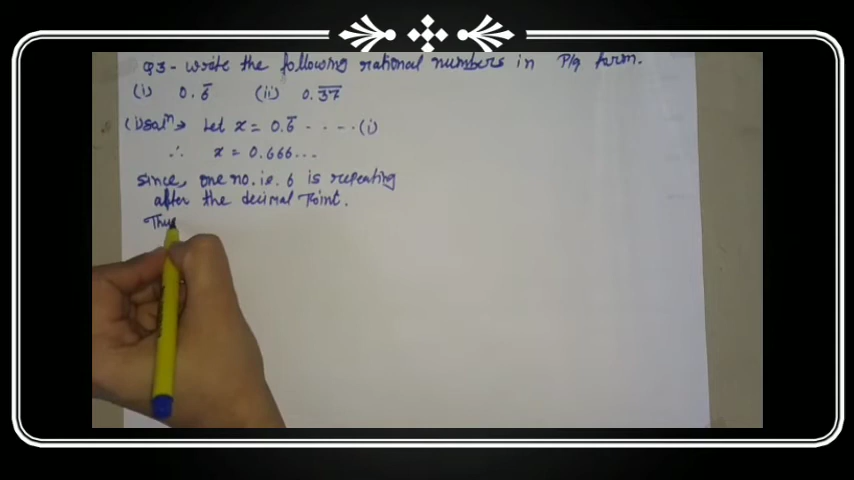 Q3- write the following rational numbers in P/q form.
(i) 0.6̅ (ii) 0.3̅7̅
(i) Solⁿ → Let x = 0.6̅ - - - - - (i)
∴ x = 0.666...
Since, one no. i.e. 6 is repeating
after the decimal Point.
Thus